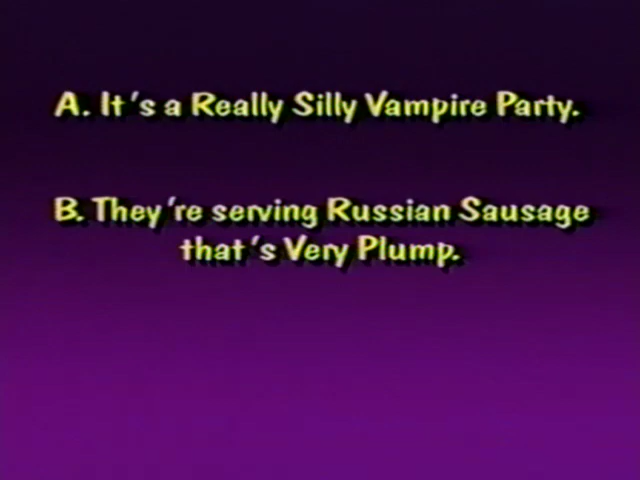 A. It's a Really Silly Vampire Party.
B. They're serving Russian Sausage
that's Very Plump.